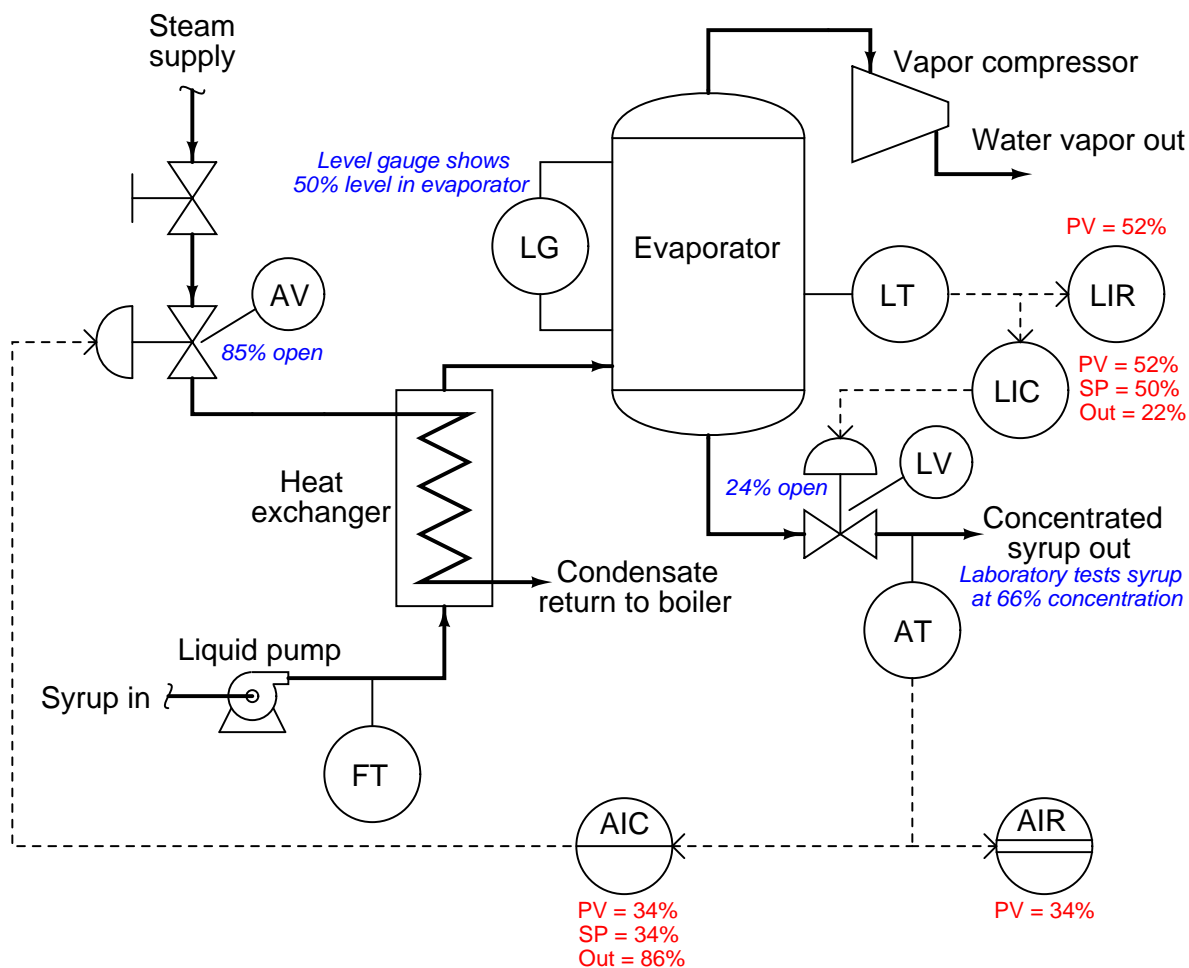 Steam
supply
Vapor compressor
Water vapor out
Level gauge shows
50% level in evaporator
LG
Evaporator
PV = 52%
LT
LIR
AV
85% open
LIC
PV = 52%
SP = 50%
Out = 22%
Heat
exchanger
24% open
LV
Concentrated
syrup out
Laboratory tests syrup
at 66% concentration
Condensate
return to boiler
AT
Liquid pump
Syrup in
FT
AIC
AIR
PV = 34%
SP = 34%
Out = 86%
PV = 34%